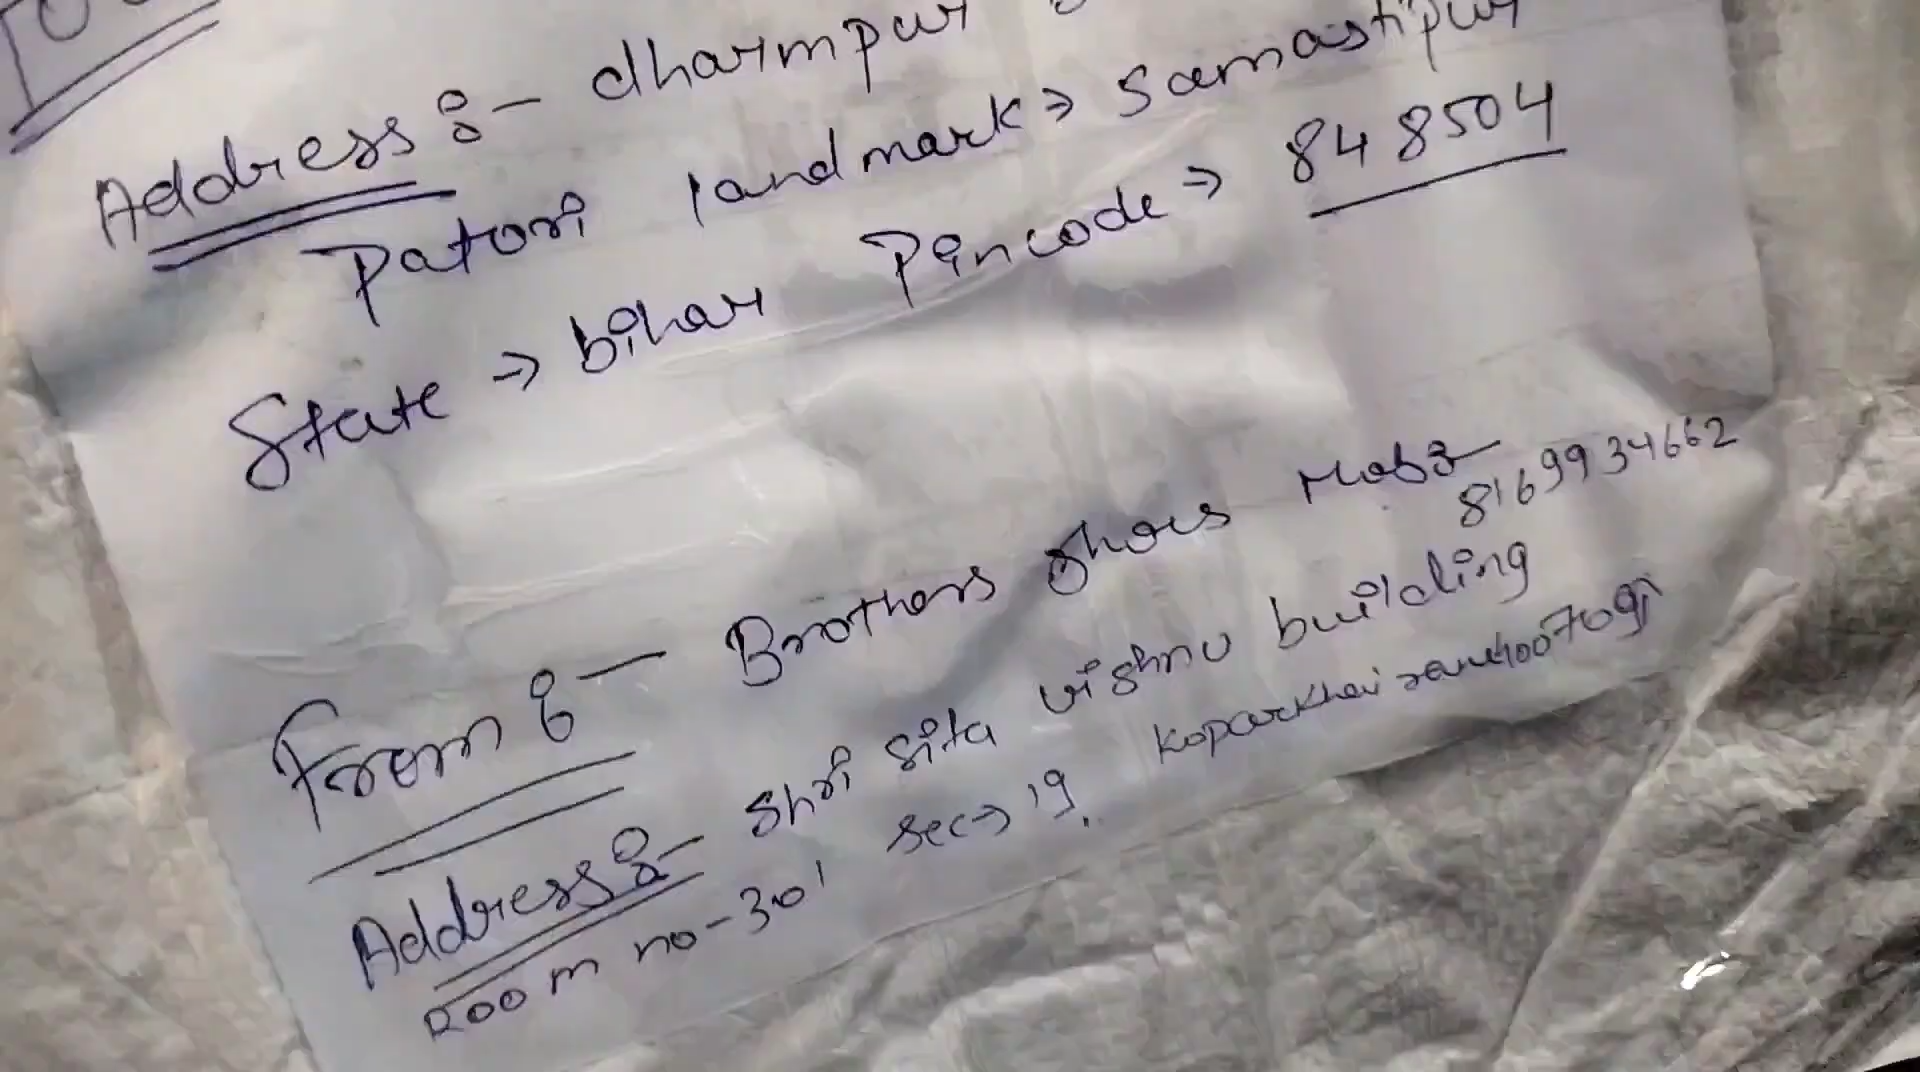 Address :- dharmpur
Patori landmark → Samastipur
State → bihar Pincode → 848504
From :- Brothers shoes Mob :-
8169934662
Address :- Shri Sita vishnu building
Room no-301 sec → 19, Koparkhai